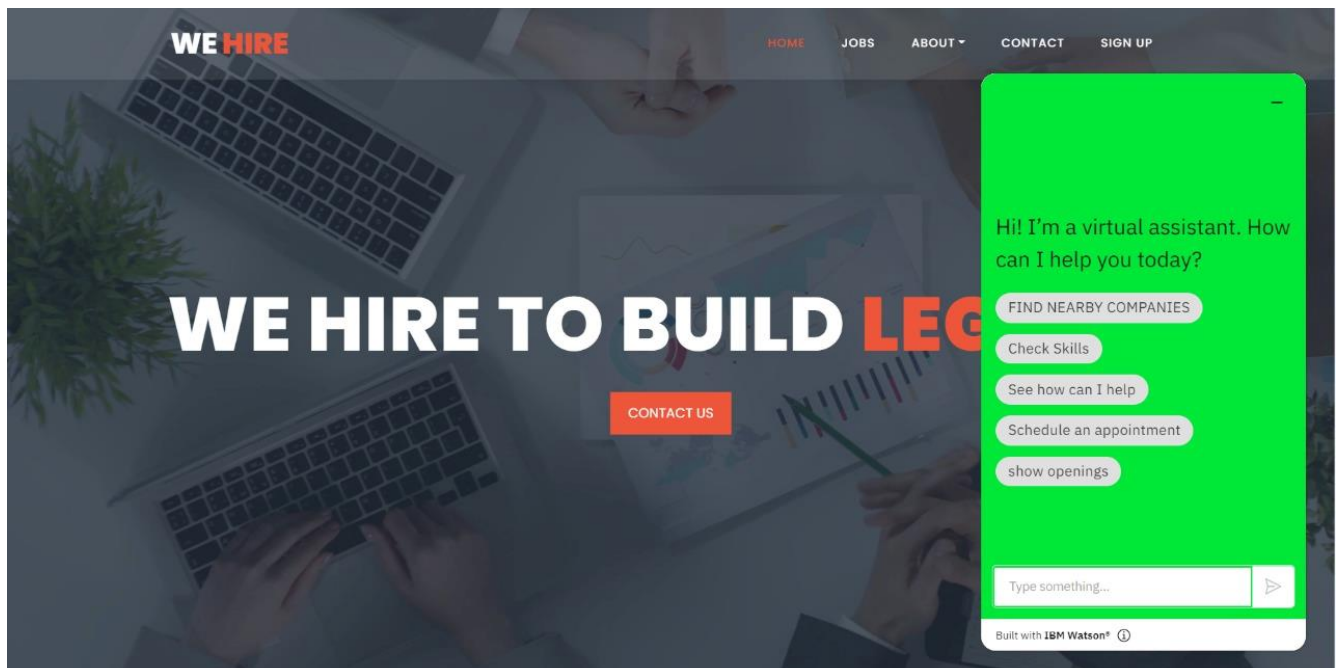 WE HIRE
HOME JOBS ABOUT CONTACT SIGN UP
WE HIRE TO BUILD LEG
CONTACT US
Hi! I'm a virtual assistant. How
can I help you today?
FIND NEARBY COMPANIES
Check Skills
See how can I help
Schedule an appointment
show openings
Type something...
Built with IBM Watson®